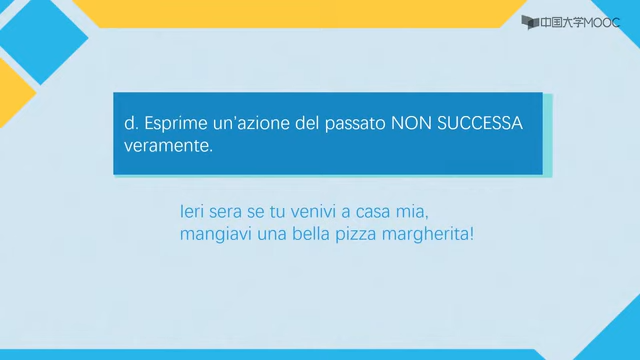 中国大学MOOC
d. Esprime un'azione del passato NON SUCCESSA
veramente.
Ieri sera se tu venivi a casa mia,
mangiavi una bella pizza margherita!